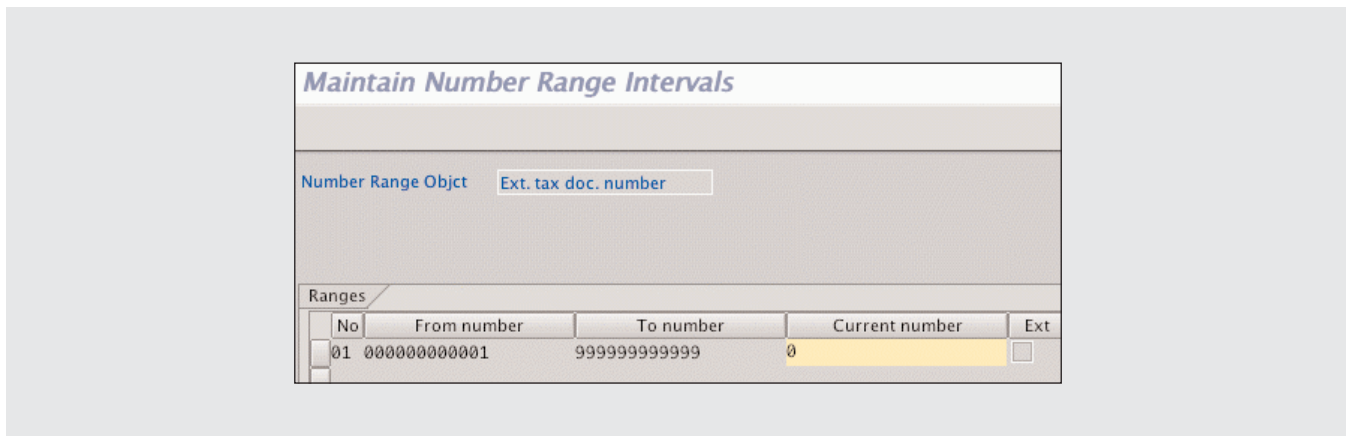 Maintain Number Range Intervals
Number Range Objct Ext. tax doc. number
Ranges
No From number To number Current number Ext
01 000000000001 999999999999 0